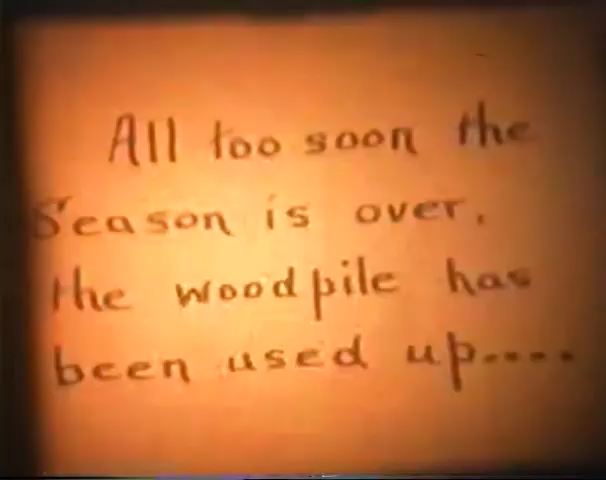 All too soon the
Season is over,
the woodpile has
been used up....